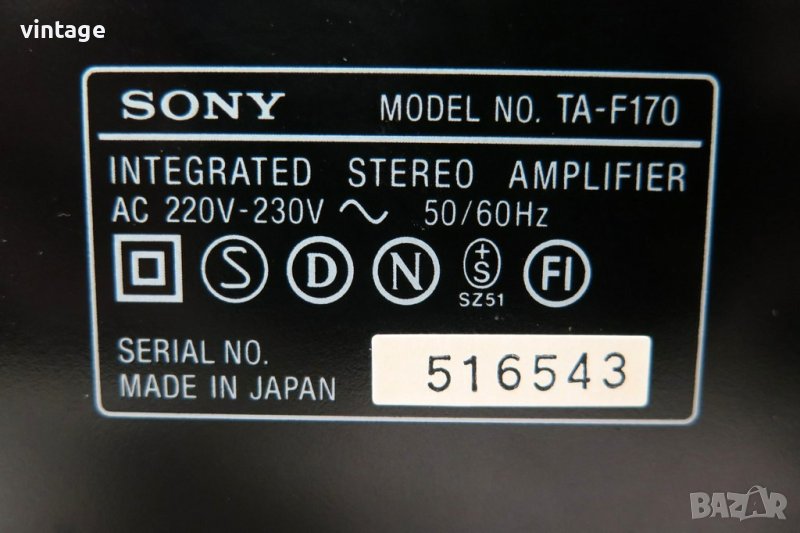 vintage
SONY MODEL NO. TA-F170
INTEGRATED STEREO AMPLIFIER
AC 220V-230V ~ 50/60Hz
S D N +S FI
SZ51
SERIAL NO. 516543
MADE IN JAPAN
BAZAR